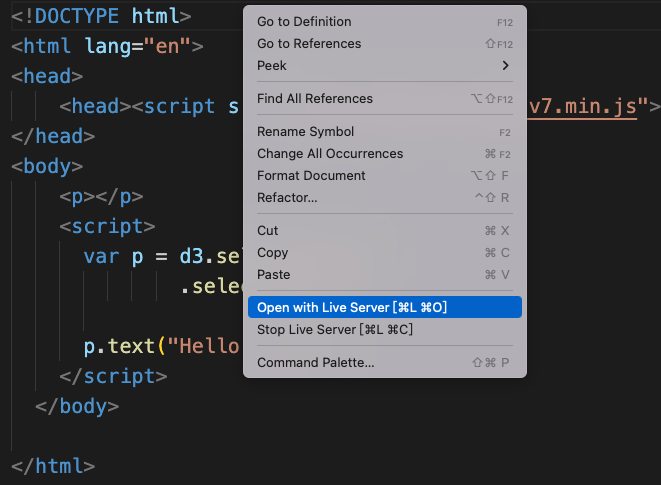 <!DOCTYPE html>
<html lang="en">
<head>
<head><script s v7.min.js">
</head>
<body>
<p></p>
<script>
var p = d3.sel
.selec
p.text("Hello
</script>
</body>
</html>
Go to Definition F12
Go to References ⇧F12
Peek >
Find All References ⌥⇧F12
Rename Symbol F2
Change All Occurrences ⌘F2
Format Document ⌥⇧ F
Refactor... ^⇧ R
Cut ⌘ X
Copy ⌘ C
Paste ⌘ V
Open with Live Server [⌘L ⌘O]
Stop Live Server [⌘L ⌘C]
Command Palette... ⇧⌘ P